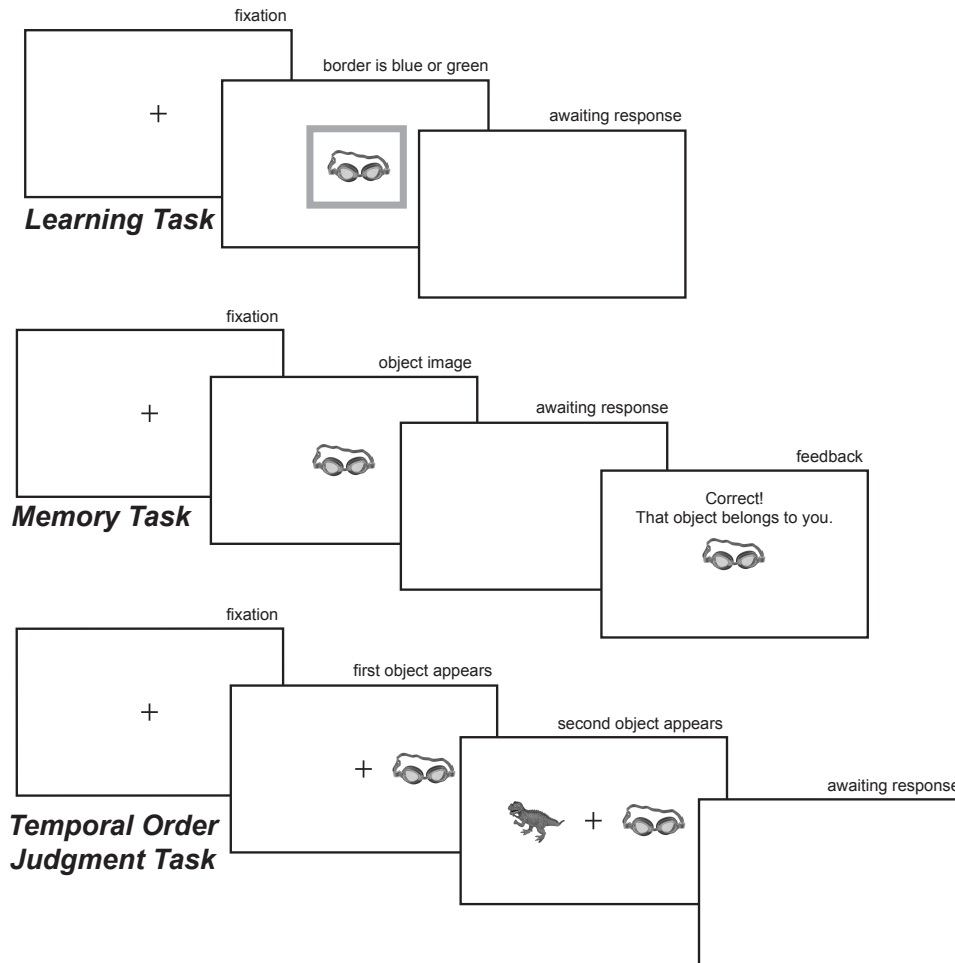 fixation
border is blue or green
awaiting response
Learning Task
fixation
object image
awaiting response
feedback
Correct!
That object belongs to you.
Memory Task
fixation
first object appears
second object appears
awaiting response
Temporal Order
Judgment Task